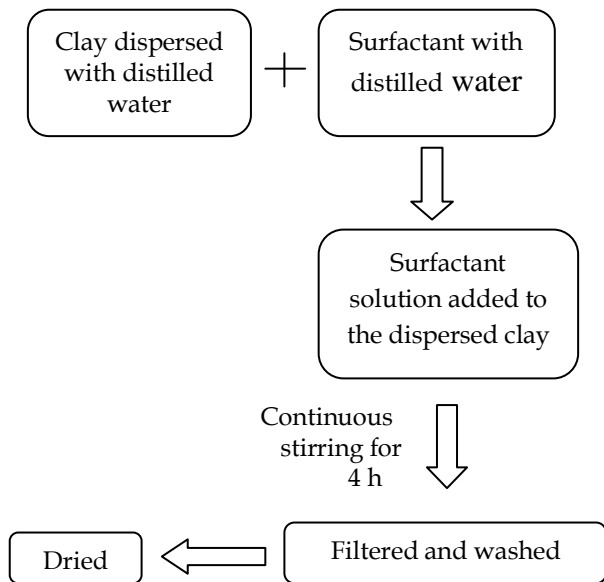 Clay dispersed
with distilled
water
Surfactant with
distilled water
Surfactant
solution added to
the dispersed clay
Continuous
stirring for
4 h
Filtered and washed
Dried